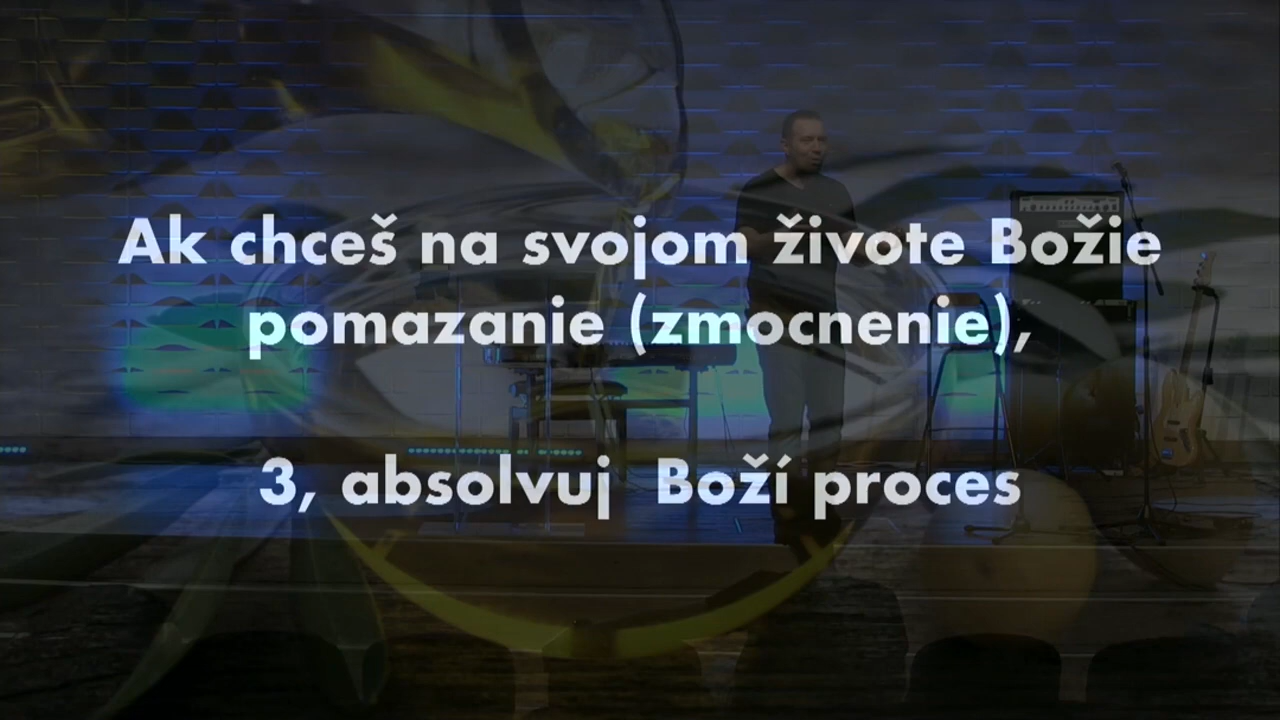 Ak chceš na svojom živote Božie
pomazanie (zmocnenie),
3, absolvuj  Boží proces